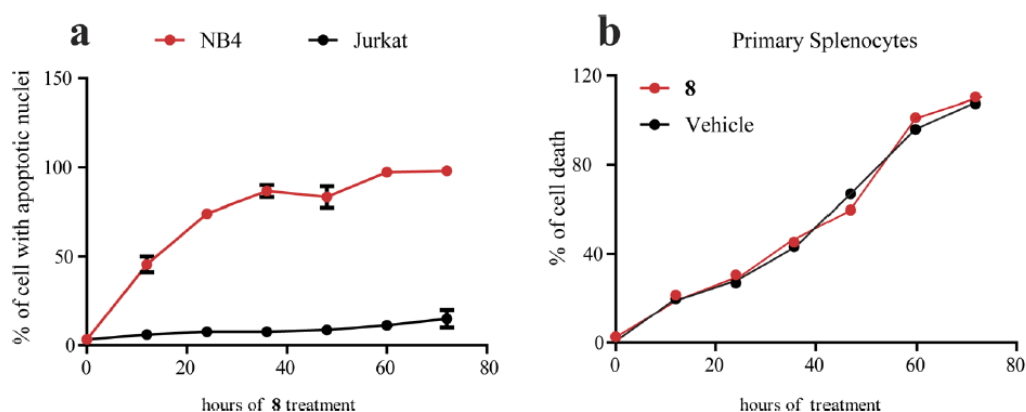 a
NB4
Jurkat
% of cell with apoptotic nuclei
150
100
50
0
0
20
40
60
80
hours of 8 treatment
b
Primary Splenocytes
8
Vehicle
% of cell death
120
80
40
0
0
20
40
60
80
hours of treatment